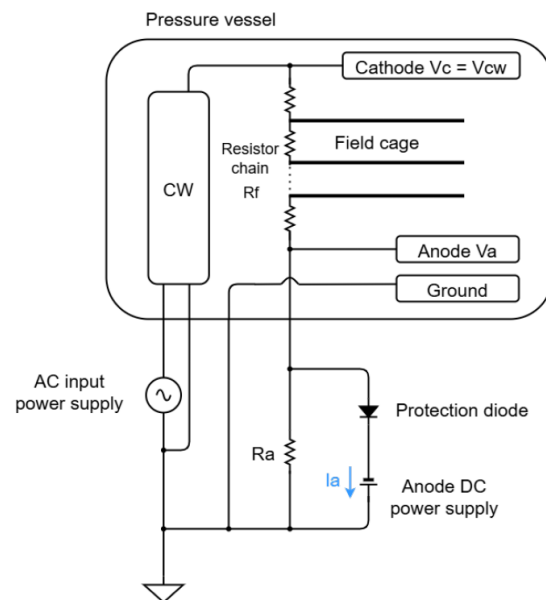 Pressure vessel
Cathode Vc = Vcw
Resistor
chain
Rf
Field cage
CW
Anode Va
Ground
AC input
power supply
Protection diode
Ra
Ia
Anode DC
power supply